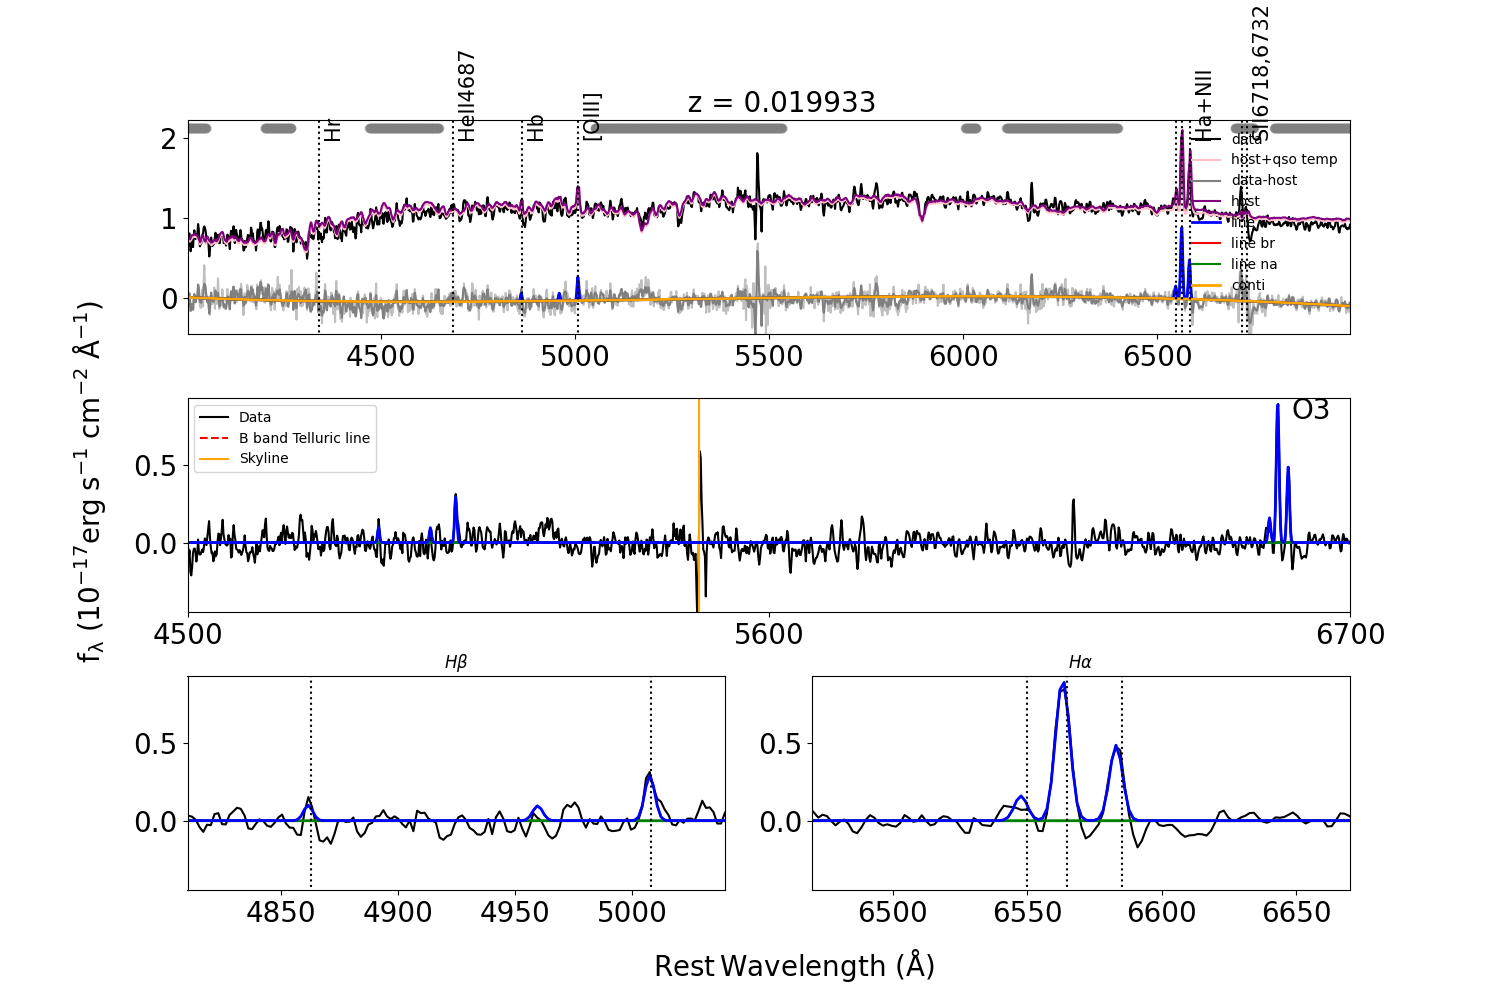 z = 0.019933
Hr
HeII4687
Hb
[OIII]
Ha+NII
SII6718,6732
data
host+qso temp
data-host
host
line
line br
line na
conti
2
1
0
4500 5000 5500 6000 6500
fλ (10−17erg s−1 cm−2 Å−1)
Data
B band Telluric line
Skyline
O3
0.5
0.0
4500 5600 6700
Hβ
0.5
0.0
4850 4900 4950 5000
Hα
0.5
0.0
6500 6550 6600 6650
Rest Wavelength (Å)